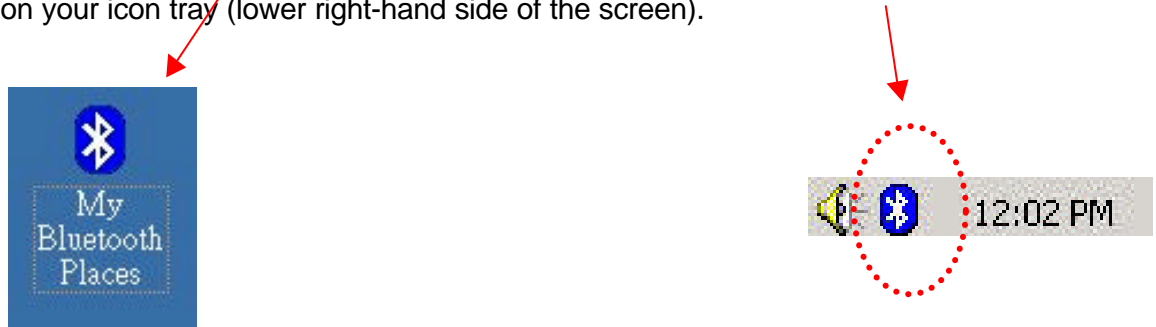 on your icon tray (lower right-hand side of the screen).
My
Bluetooth
Places
12:02 PM